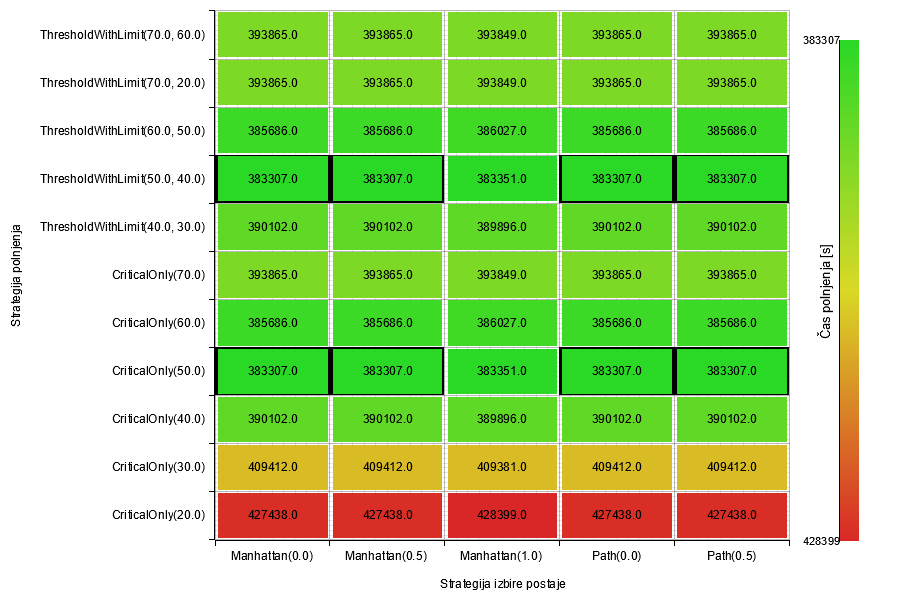 ThresholdWithLimit(70.0, 60.0) 393865.0 393865.0 393849.0 393865.0 393865.0
ThresholdWithLimit(70.0, 20.0) 393865.0 393865.0 393849.0 393865.0 393865.0
ThresholdWithLimit(60.0, 50.0) 385686.0 385686.0 386027.0 385686.0 385686.0
ThresholdWithLimit(50.0, 40.0) 383307.0 383307.0 383351.0 383307.0 383307.0
ThresholdWithLimit(40.0, 30.0) 390102.0 390102.0 389896.0 390102.0 390102.0
CriticalOnly(70.0) 393865.0 393865.0 393849.0 393865.0 393865.0
CriticalOnly(60.0) 385686.0 385686.0 386027.0 385686.0 385686.0
CriticalOnly(50.0) 383307.0 383307.0 383351.0 383307.0 383307.0
CriticalOnly(40.0) 390102.0 390102.0 389896.0 390102.0 390102.0
CriticalOnly(30.0) 409412.0 409412.0 409381.0 409412.0 409412.0
CriticalOnly(20.0) 427438.0 427438.0 428399.0 427438.0 427438.0
Manhattan(0.0) Manhattan(0.5) Manhattan(1.0) Path(0.0) Path(0.5)
Strategija izbire postaje
Strategija polnjenja
383307
Čas polnjenja [s]
428399